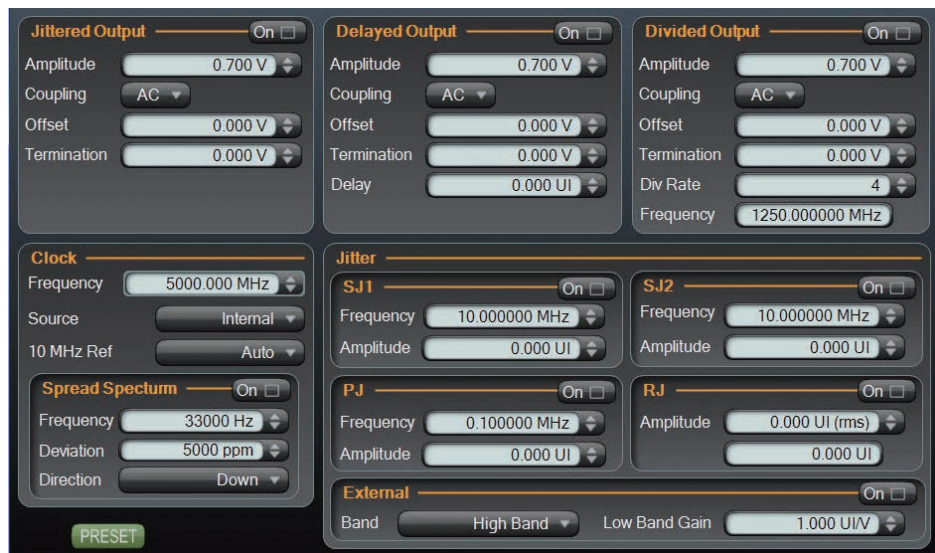 Jittered Output On
Amplitude 0.700 V
Coupling AC
Offset 0.000 V
Termination 0.000 V
Delayed Output On
Amplitude 0.700 V
Coupling AC
Offset 0.000 V
Termination 0.000 V
Delay 0.000 UI
Divided Output On
Amplitude 0.700 V
Coupling AC
Offset 0.000 V
Termination 0.000 V
Div Rate 4
Frequency 1250.000000 MHz
Clock
Frequency 5000.000 MHz
Source Internal
10 MHz Ref Auto
Spread Specturm On
Frequency 33000 Hz
Deviation 5000 ppm
Direction Down
PRESET
Jitter
SJ1 On
Frequency 10.000000 MHz
Amplitude 0.000 UI
SJ2 On
Frequency 10.000000 MHz
Amplitude 0.000 UI
PJ On
Frequency 0.100000 MHz
Amplitude 0.000 UI
RJ On
Amplitude 0.000 UI (rms)
0.000 UI
External On
Band High Band Low Band Gain 1.000 UI/V